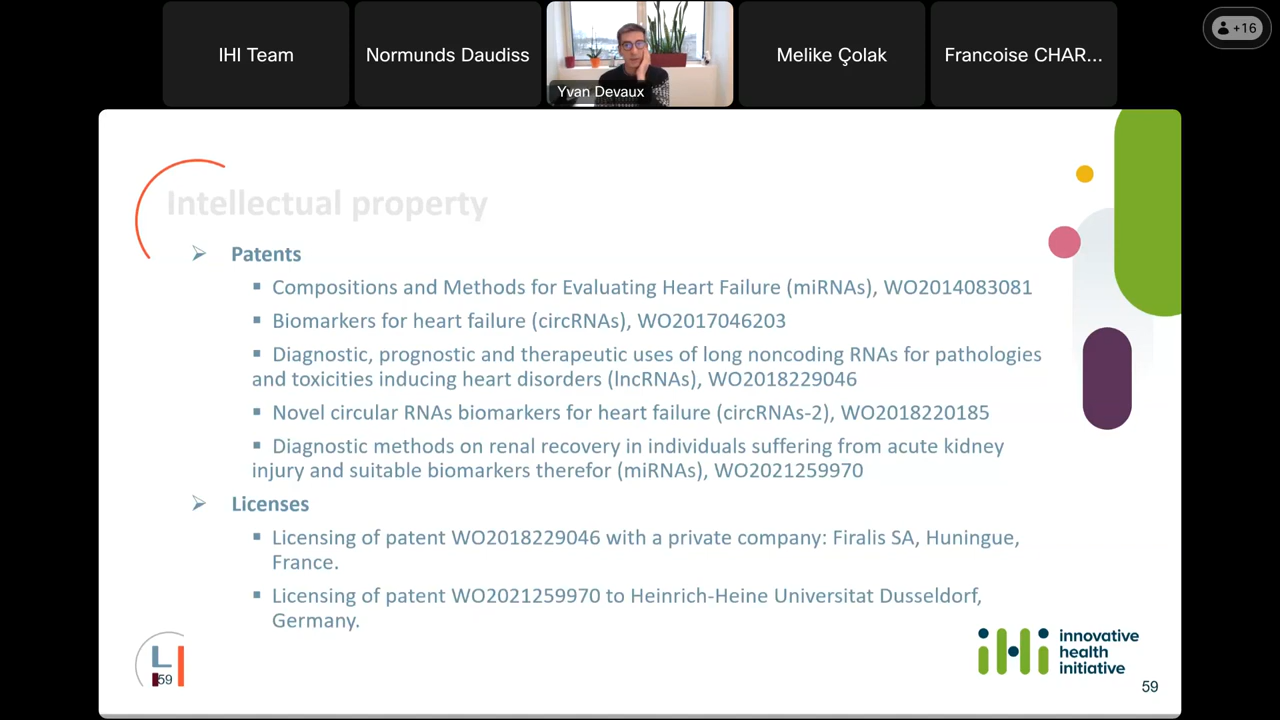 IHI Team
Normunds Daudiss
Yvan Devaux
Melike Çolak
Francoise CHAR...
+16
Intellectual property
Patents
Compositions and Methods for Evaluating Heart Failure (miRNAs), WO2014083081
Biomarkers for heart failure (circRNAs), WO2017046203
Diagnostic, prognostic and therapeutic uses of long noncoding RNAs for pathologies
and toxicities inducing heart disorders (lncRNAs), WO2018229046
Novel circular RNAs biomarkers for heart failure (circRNAs-2), WO2018220185
Diagnostic methods on renal recovery in individuals suffering from acute kidney
injury and suitable biomarkers therefor (miRNAs), WO2021259970
Licenses
Licensing of patent WO2018229046 with a private company: Firalis SA, Huningue,
France.
Licensing of patent WO2021259970 to Heinrich-Heine Universitat Dusseldorf,
Germany.
LI
59
iHi
innovative
health
initiative
59